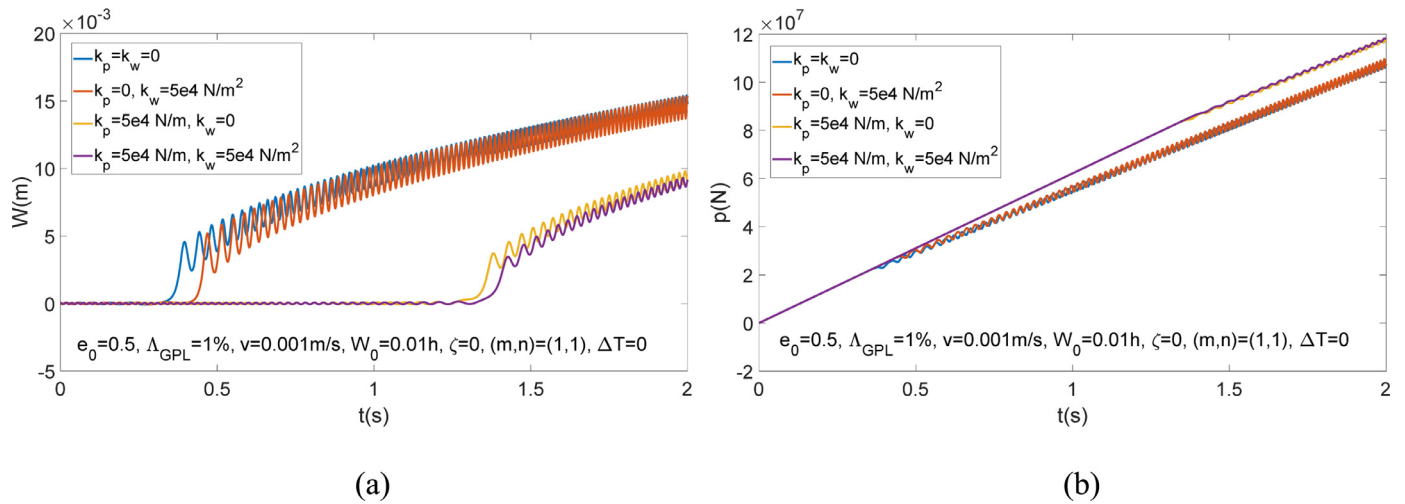 ×10⁻³
20
15
10
5
0
-5
W(m)
k_p=k_w=0
k_p=0, k_w=5e4 N/m²
k_p=5e4 N/m, k_w=0
k_p=5e4 N/m, k_w=5e4 N/m²
e_0=0.5, Λ_GPL=1%, v=0.001m/s, W_0=0.01h, ζ=0, (m,n)=(1,1), ΔT=0
0 0.5 1 1.5 2
t(s)
(a)
×10⁷
12
10
8
6
4
2
0
-2
p(N)
k_p=k_w=0
k_p=0, k_w=5e4 N/m²
k_p=5e4 N/m, k_w=0
k_p=5e4 N/m, k_w=5e4 N/m²
e_0=0.5, Λ_GPL=1%, v=0.001m/s, W_0=0.01h, ζ=0, (m,n)=(1,1), ΔT=0
0 0.5 1 1.5 2
t(s)
(b)